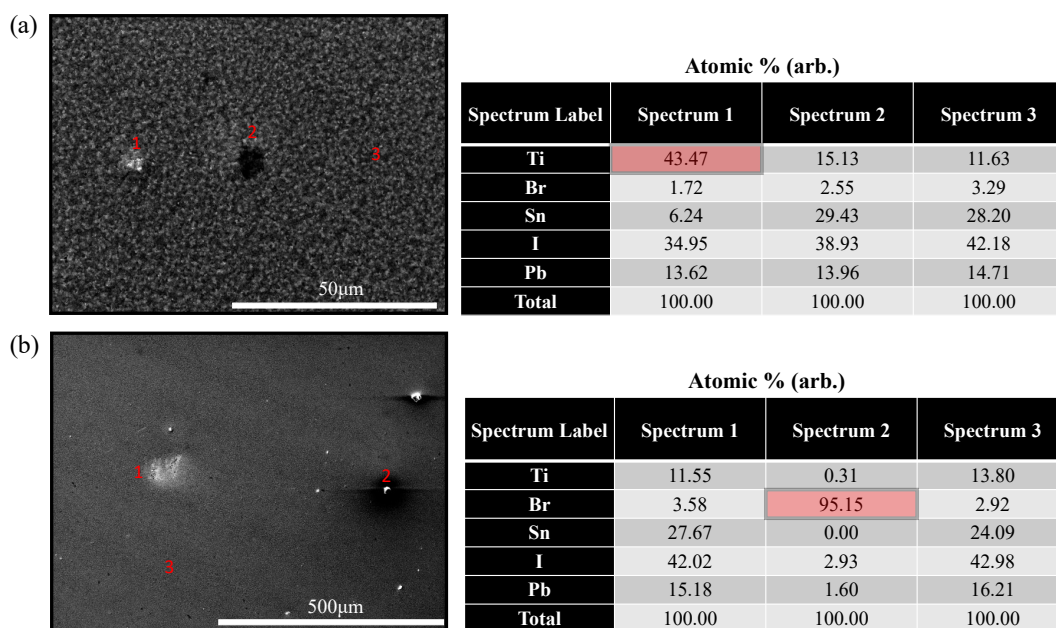 (a)
1
2
3
50μm
Atomic % (arb.)
Spectrum Label Spectrum 1 Spectrum 2 Spectrum 3
Ti 43.47 15.13 11.63
Br 1.72 2.55 3.29
Sn 6.24 29.43 28.20
I 34.95 38.93 42.18
Pb 13.62 13.96 14.71
Total 100.00 100.00 100.00
(b)
1
2
3
500μm
Atomic % (arb.)
Spectrum Label Spectrum 1 Spectrum 2 Spectrum 3
Ti 11.55 0.31 13.80
Br 3.58 95.15 2.92
Sn 27.67 0.00 24.09
I 42.02 2.93 42.98
Pb 15.18 1.60 16.21
Total 100.00 100.00 100.00